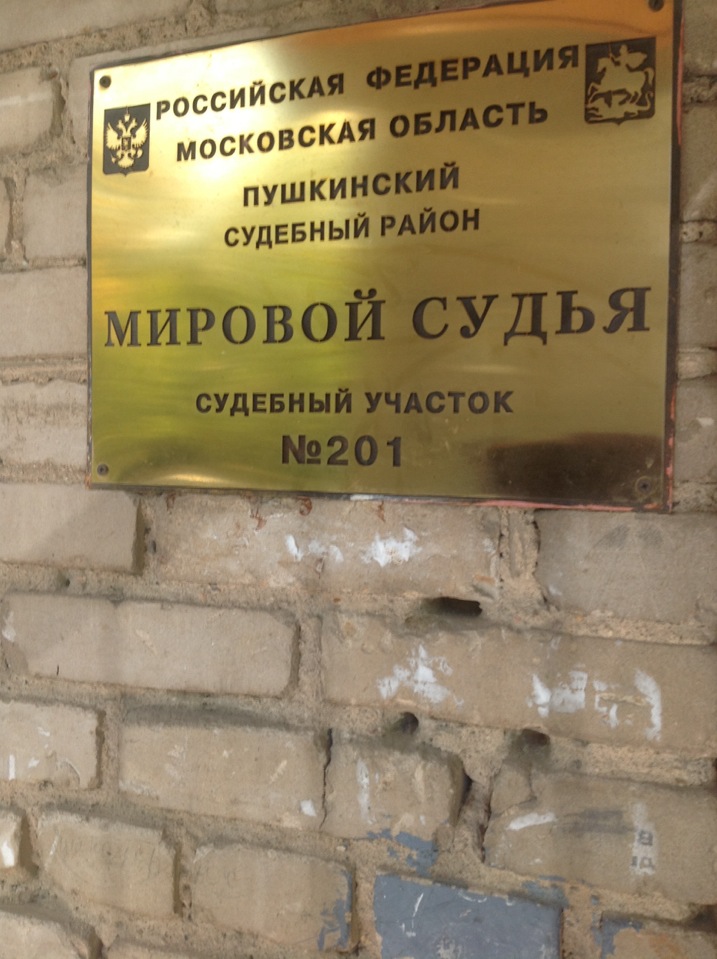 РОССИЙСКАЯ ФЕДЕРАЦИЯ
МОСКОВСКАЯ ОБЛАСТЬ
ПУШКИНСКИЙ
СУДЕБНЫЙ РАЙОН
МИРОВОЙ СУДЬЯ
СУДЕБНЫЙ УЧАСТОК
№201